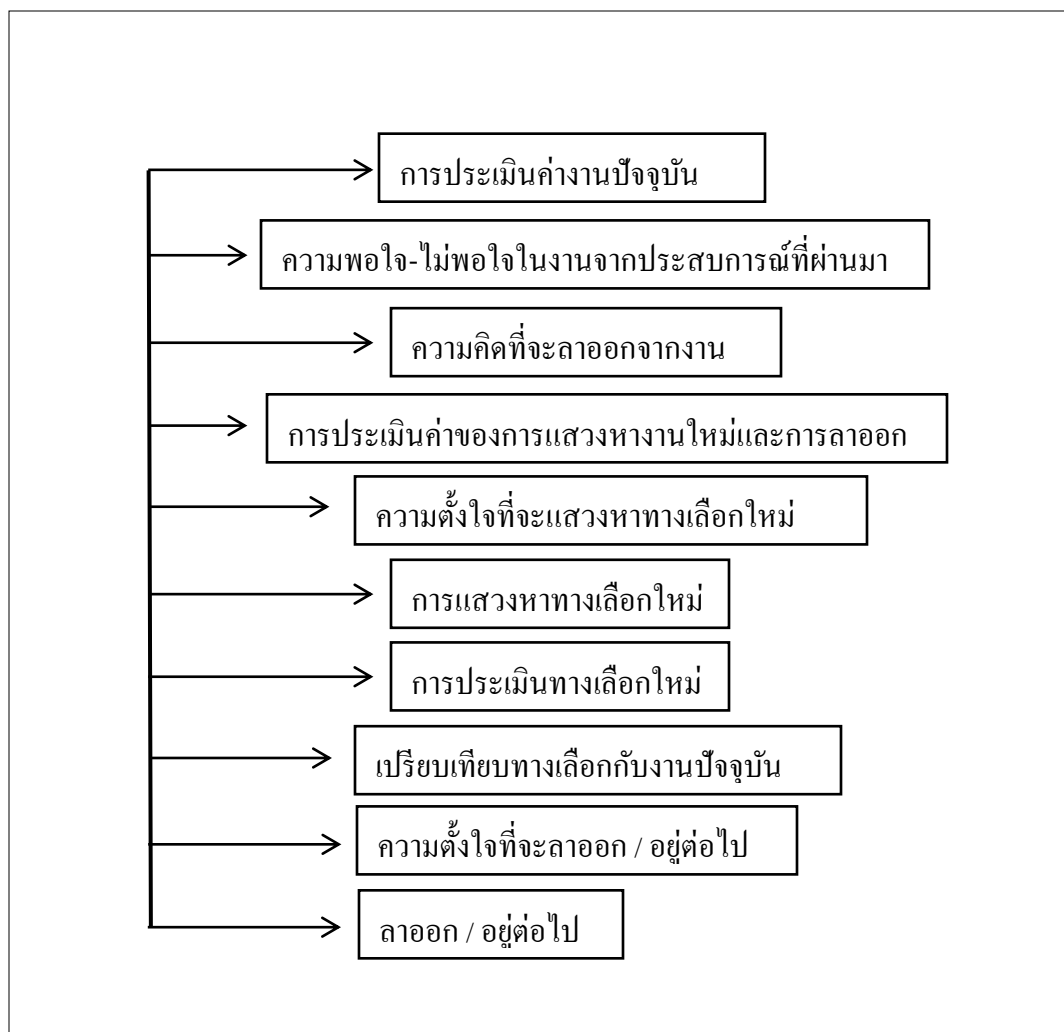 การประเมินค่างานปัจจุบัน
ความพอใจ-ไม่พอใจในงานจากประสบการณ์ที่ผ่านมา
ความคิดที่จะลาออกจากงาน
การประเมินค่าของการแสวงหางานใหม่และการลาออก
ความตั้งใจที่จะแสวงหาทางเลือกใหม่
การแสวงหาทางเลือกใหม่
การประเมินทางเลือกใหม่
เปรียบเทียบทางเลือกกับงานปัจจุบัน
ความตั้งใจที่จะลาออก / อยู่ต่อไป
ลาออก / อยู่ต่อไป